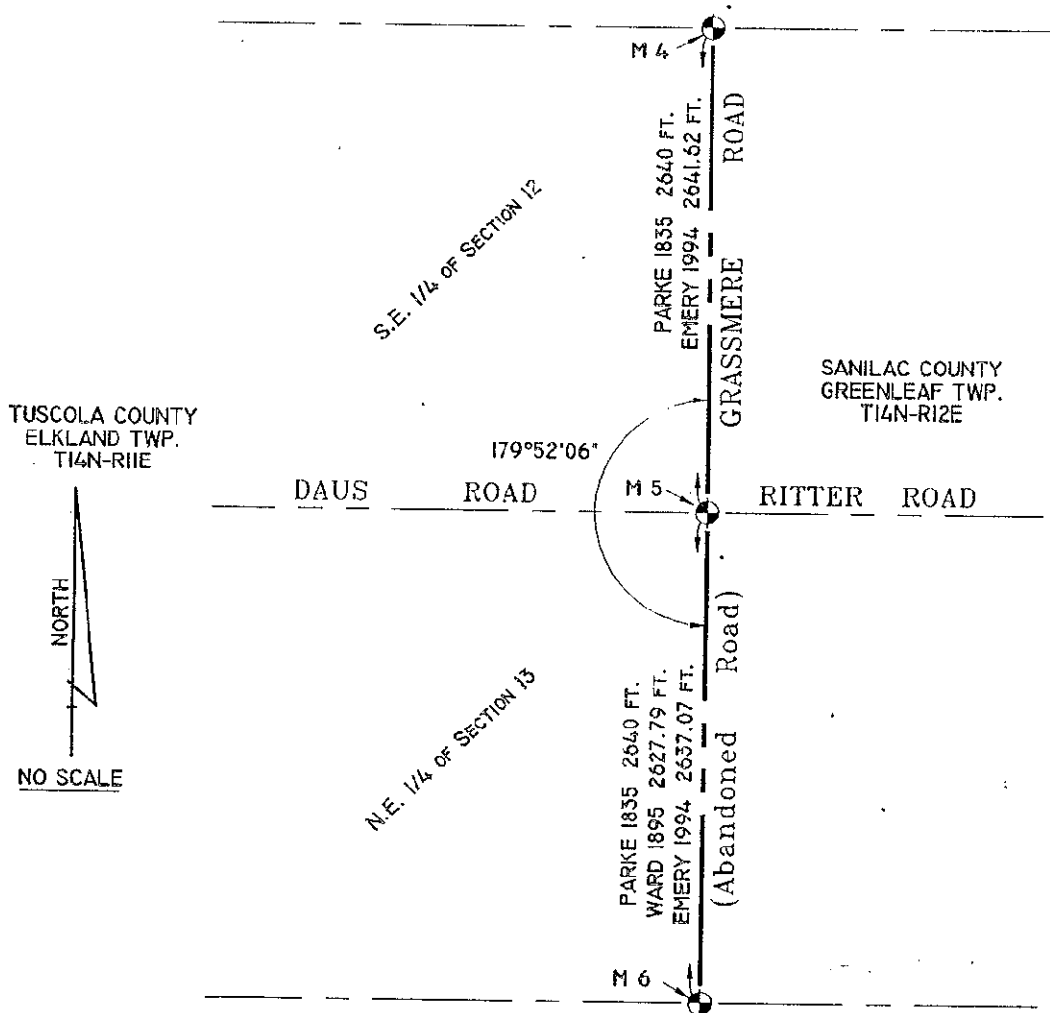 M 4
PARKE 1835 2640 FT.
EMERY 1994 2641.62 FT.
GRASSMERE ROAD
S.E. 1/4 OF SECTION 12
SANILAC COUNTY
GREENLEAF TWP.
T14N-R12E
TUSCOLA COUNTY
ELKLAND TWP.
T14N-R11E
179°52'06"
DAUS ROAD
M 5
RITTER ROAD
NORTH
NO SCALE
N.E. 1/4 OF SECTION 13
PARKE 1835 2640 FT.
WARD 1895 2627.79 FT.
EMERY 1994 2637.07 FT.
(Abandoned Road)
M 6